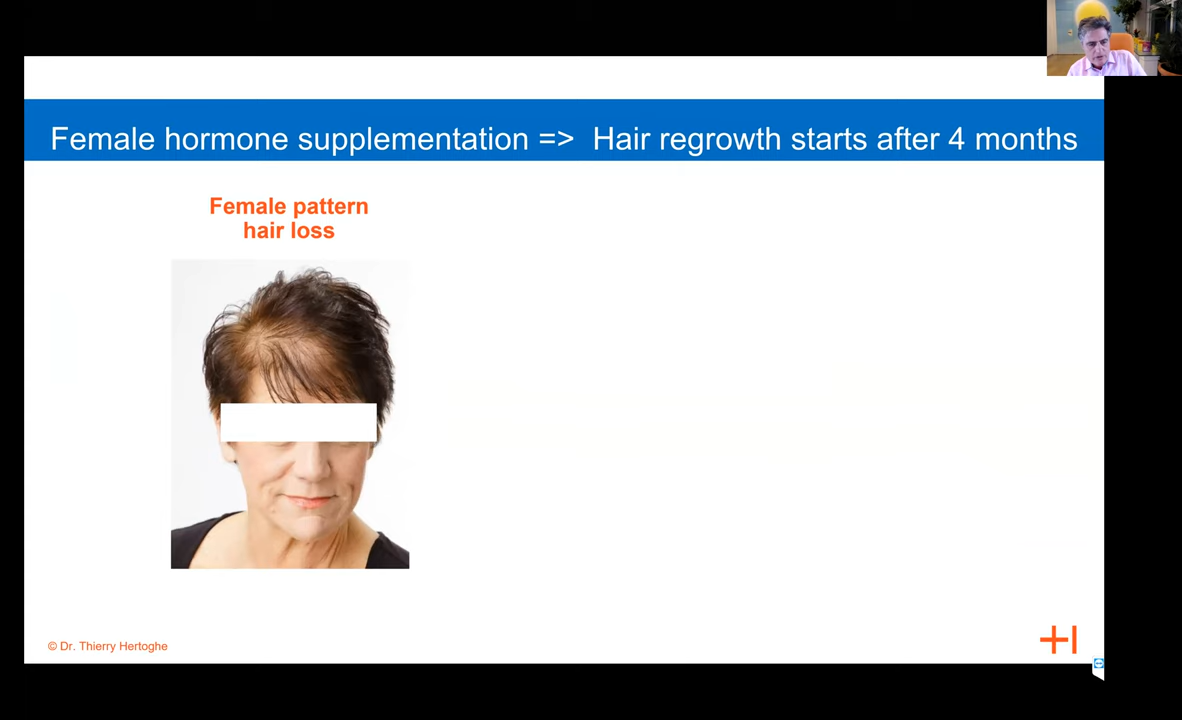 Female hormone supplementation => Hair regrowth starts after 4 months
Female pattern
hair loss
© Dr. Thierry Hertoghe